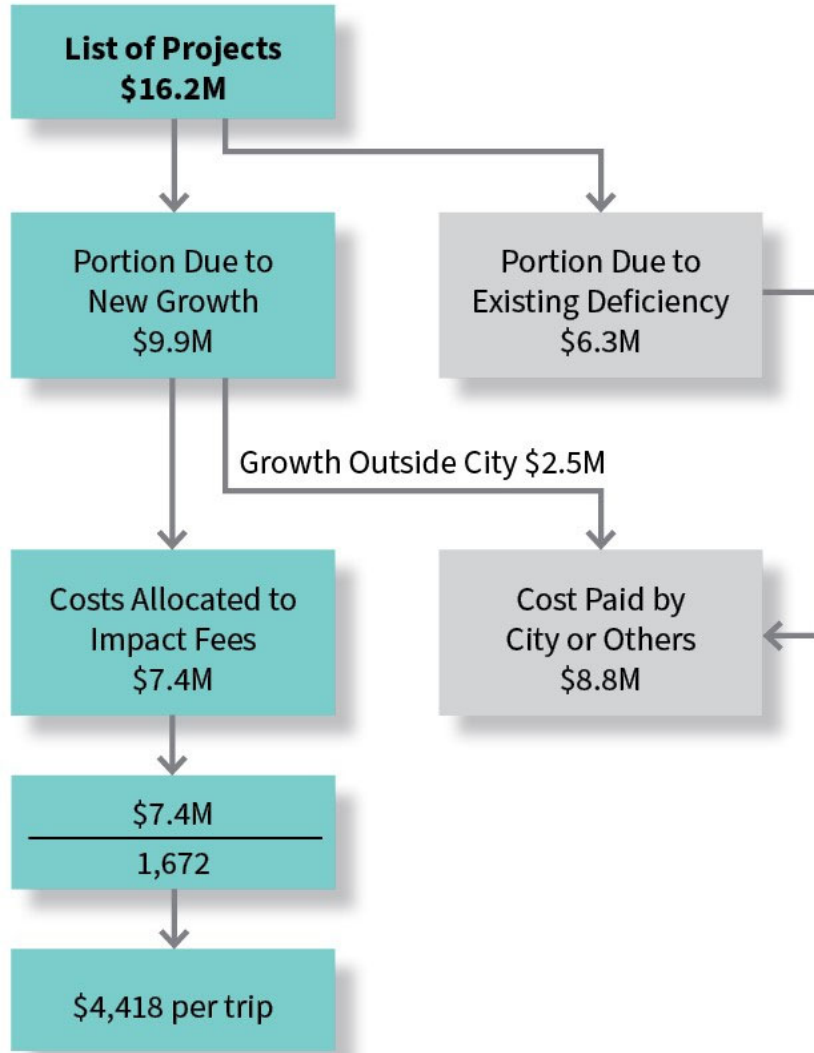 List of Projects
$16.2M
Portion Due to
New Growth
$9.9M
Portion Due to
Existing Deficiency
$6.3M
Growth Outside City $2.5M
Costs Allocated to
Impact Fees
$7.4M
Cost Paid by
City or Others
$8.8M
$7.4M
1,672
$4,418 per trip